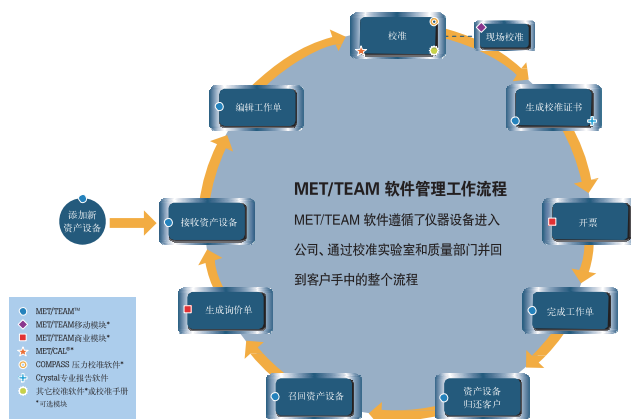 校准
现场校准
编辑工作单
生成校准证书
MET/TEAM 软件管理工作流程
MET/TEAM 软件遵循了仪器设备进入
公司、通过校准实验室和质量部门并回
到客户手中的整个流程
添加新
资产设备
接收资产设备
开票
生成询价单
完成工作单
召回资产设备
资产设备
归还客户
MET/TEAM™
MET/TEAM移动模块*
MET/TEAM商业模块*
MET/CAL®*
COMPASS 压力校准软件*
Crystal专业报告软件
其它校准软件*或校准手册
*可选模块